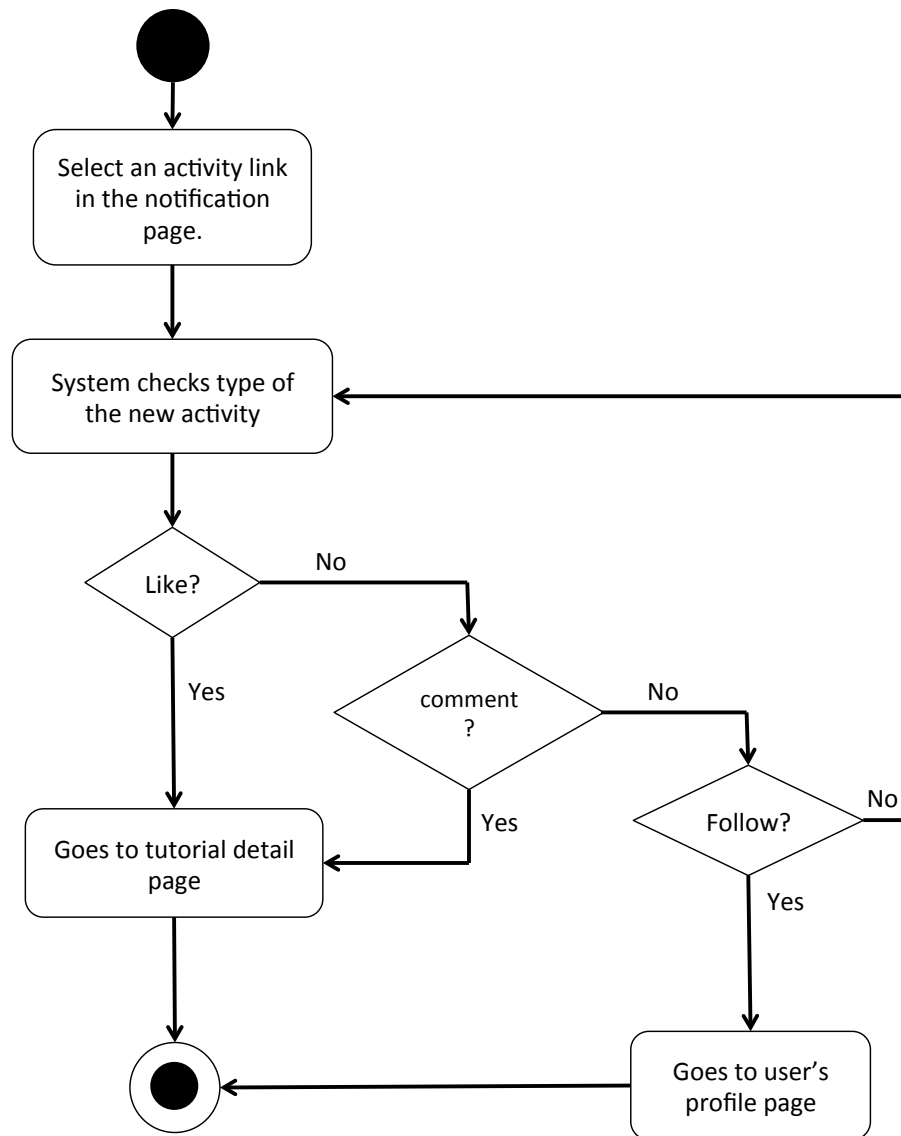 Select an activity link
in the notification
page.
System checks type of
the new activity
Like?
No
Yes
comment
?
No
Yes
Follow?
No
Yes
Goes to tutorial detail
page
Goes to user's
profile page